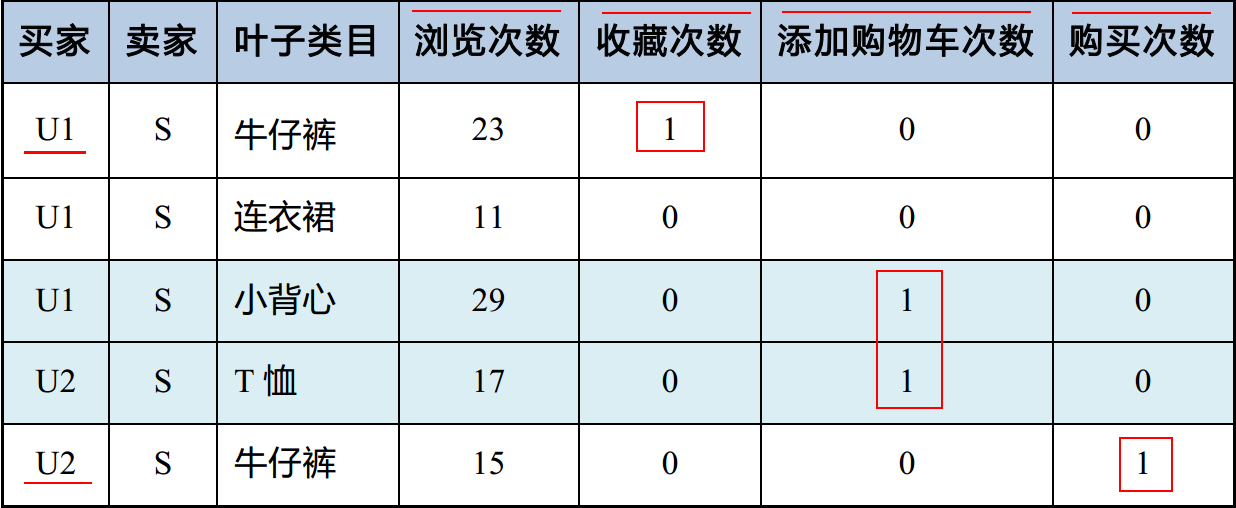 买家 卖家 叶子类目 浏览次数 收藏次数 添加购物车次数 购买次数
U1 S 牛仔裤 23 1 0 0
U1 S 连衣裙 11 0 0 0
U1 S 小背心 29 0 1 0
U2 S T 恤 17 0 1 0
U2 S 牛仔裤 15 0 0 1